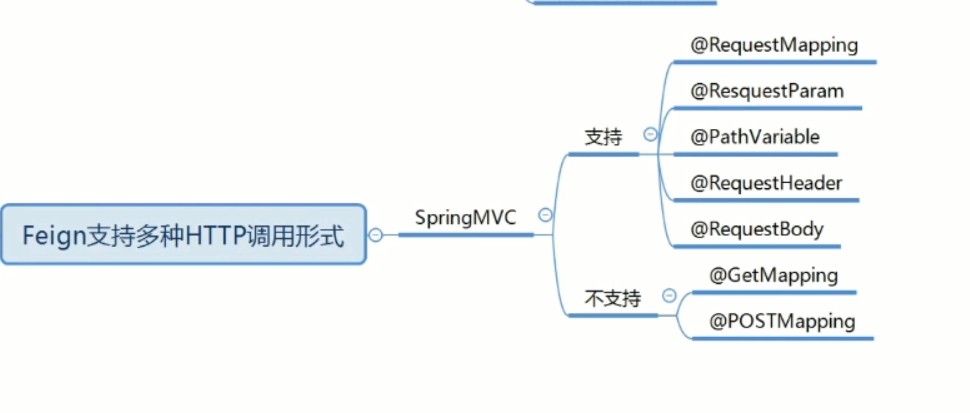 Feign支持多种HTTP调用形式
SpringMVC
支持
@RequestMapping
@ResquestParam
@PathVariable
@RequestHeader
@RequestBody
不支持
@GetMapping
@POSTMapping